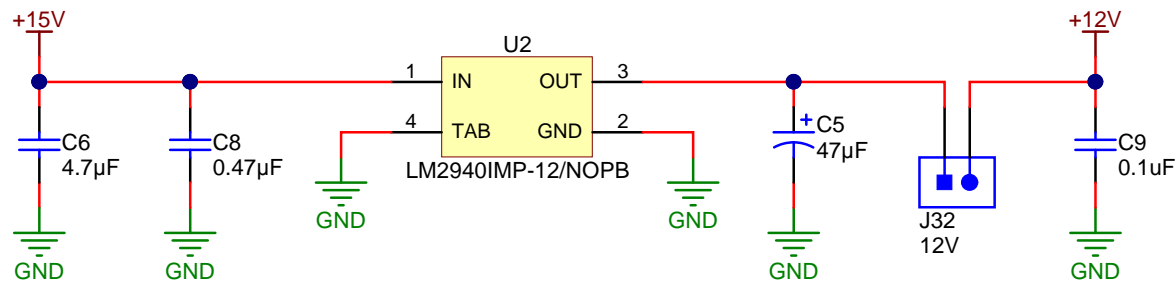 +15V
+12V
U2
1
IN
OUT
3
4
TAB
GND
2
C6
4.7µF
C8
0.47µF
LM2940IMP-12/NOPB
+
C5
47µF
C9
0.1uF
GND
GND
J32
12V
GND
GND
GND
GND